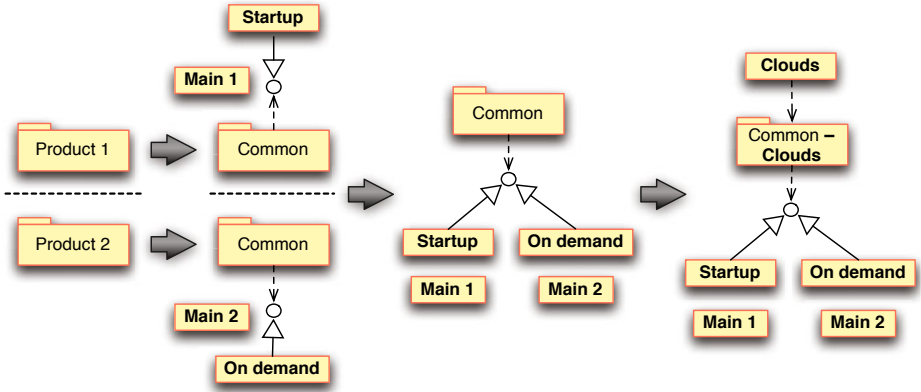 Startup
Main 1
Product 1
Common
Product 2
Common
Main 2
On demand
Common
Startup
On demand
Main 1
Main 2
Clouds
Common –
Clouds
Startup
On demand
Main 1
Main 2